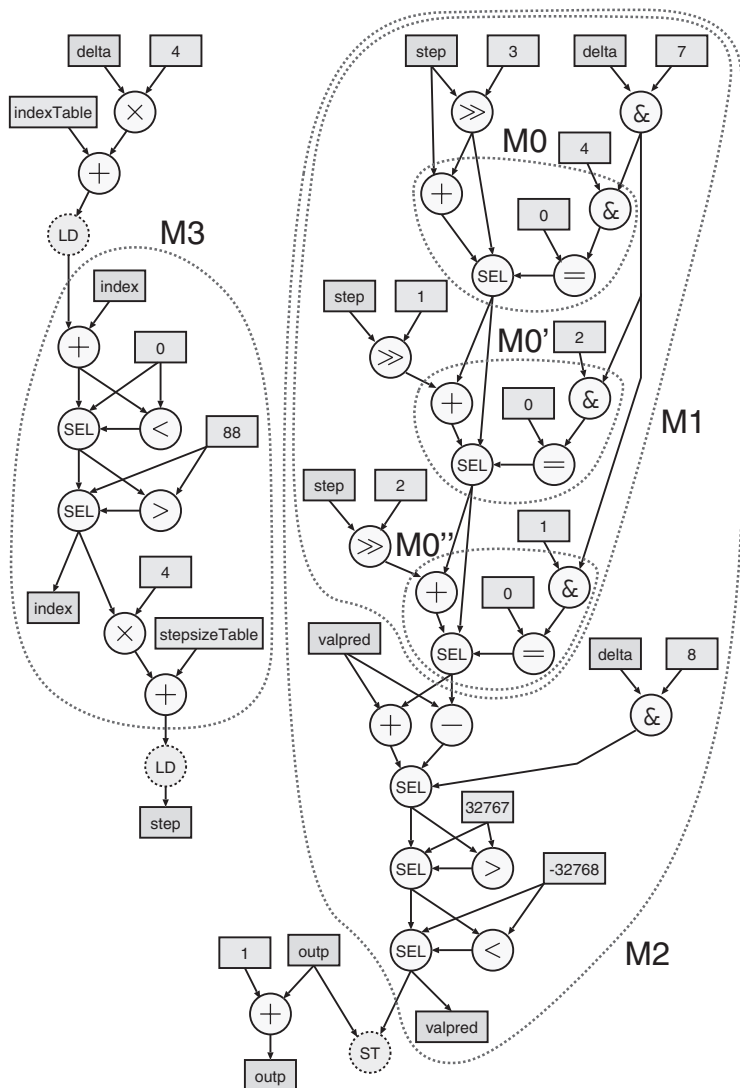 delta 4 step 3 delta 7
× ≫ &
indexTable M0 4
+ + &
LD M3 0
SEL =
index step 1
+ 0 ≫ M0' 2
+ 0 &
SEL < 88 SEL = M1
SEL > step 2
≫ M0'' 1
4 + 0 &
index × stepsizeTable
valpred SEL = delta 8
+ + − &
LD SEL
step 32767
SEL > -32768
1 outp SEL < M2
+ valpred
ST
outp